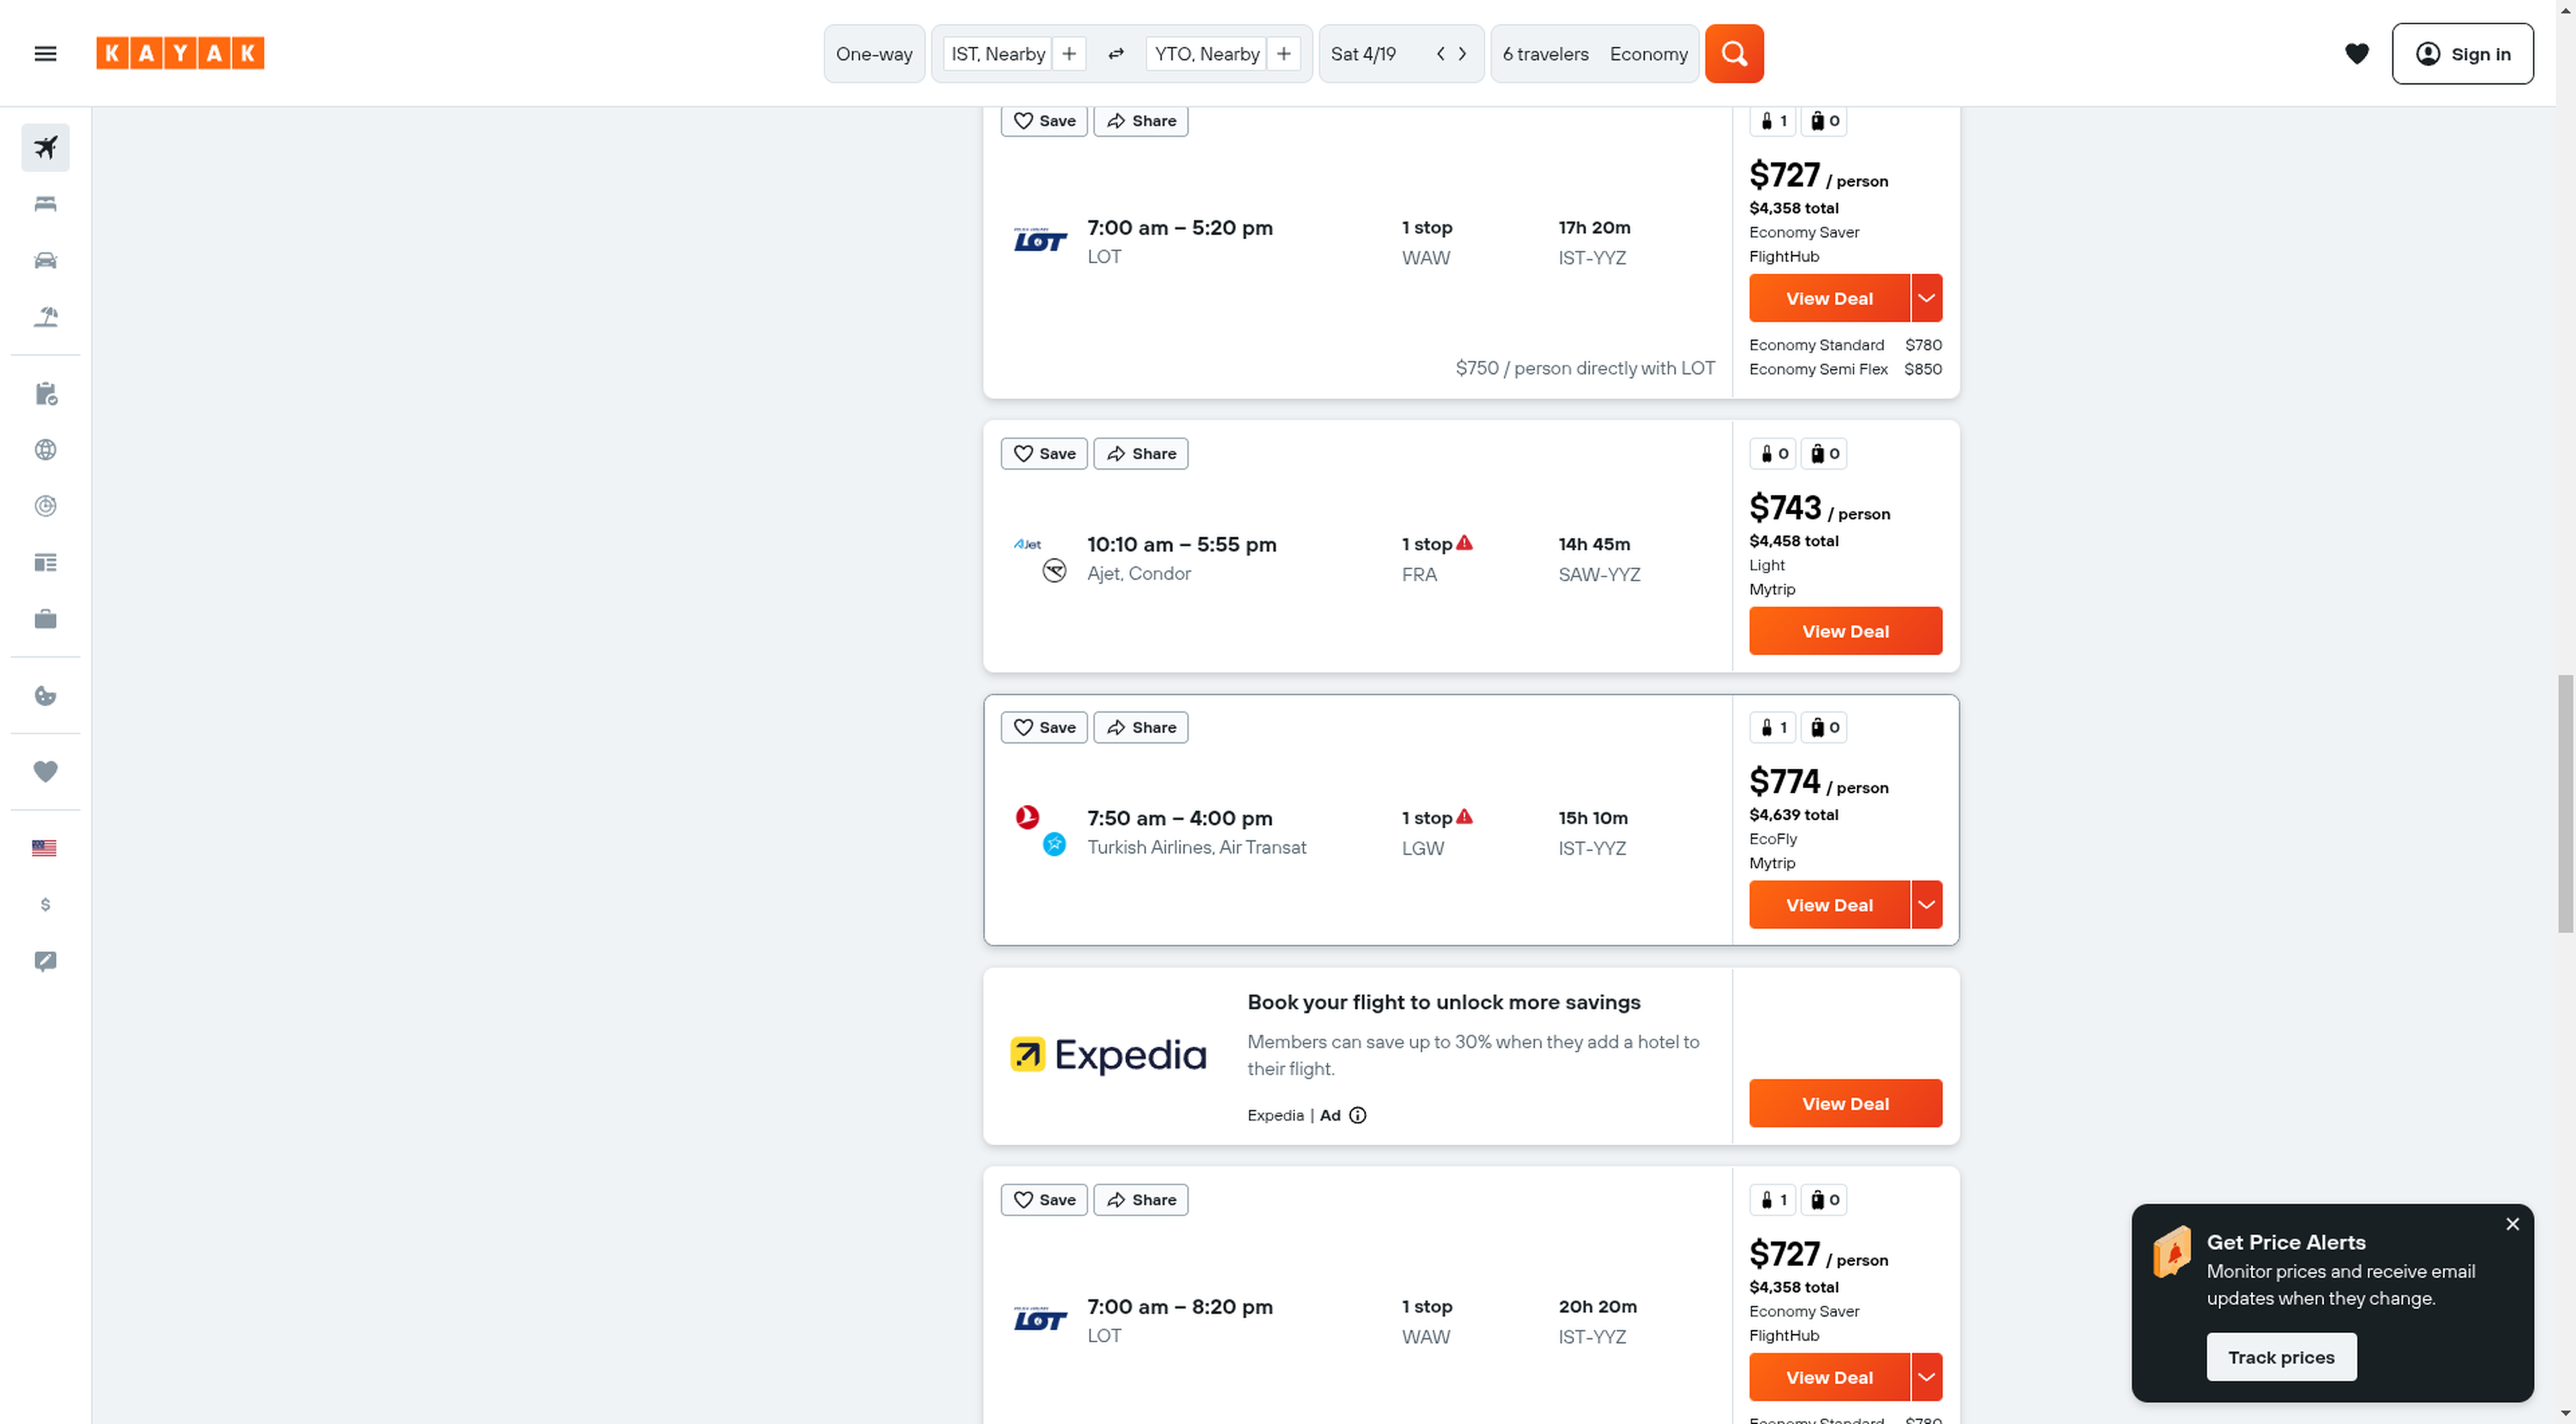 KAYAK
One-way
IST, Nearby
YTO, Nearby
Sat 4/19
6 travelers
Economy
Sign in
Save
Share
1
0
$727 / person
$4,358 total
7:00 am – 5:20 pm
LOT
1 stop
WAW
17h 20m
IST-YYZ
Economy Saver
FlightHub
View Deal
LOT
$750 / person directly with LOT
Economy Standard $780
Economy Semi Flex $850
Save
Share
0
0
$743 / person
$4,458 total
AJet
10:10 am – 5:55 pm
Ajet, Condor
1 stop
FRA
14h 45m
SAW-YYZ
Light
Mytrip
View Deal
Save
Share
1
0
$774 / person
$4,639 total
7:50 am – 4:00 pm
Turkish Airlines, Air Transat
1 stop
LGW
15h 10m
IST-YYZ
EcoFly
Mytrip
View Deal
Expedia
Book your flight to unlock more savings
Members can save up to 30% when they add a hotel to
their flight.
Expedia | Ad
View Deal
Save
Share
1
0
$727 / person
$4,358 total
LOT
7:00 am – 8:20 pm
LOT
1 stop
WAW
20h 20m
IST-YYZ
Economy Saver
FlightHub
View Deal
Economy Standard $780
Get Price Alerts
Monitor prices and receive email
updates when they change.
Track prices